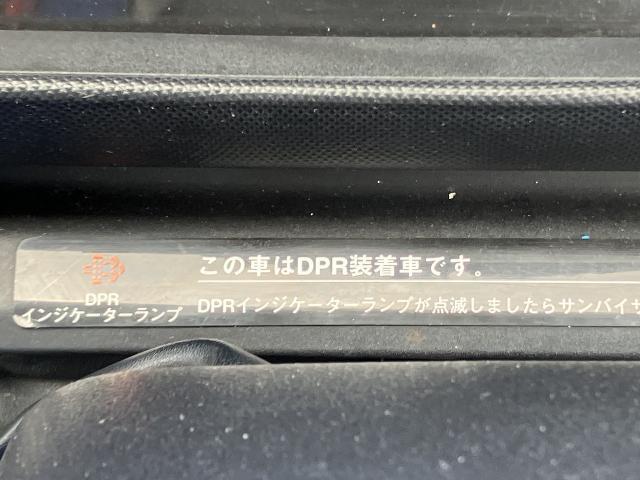 この車はDPR装着車です。
DPR
インジケーターランプ
DPRインジケーターランプが点滅しましたらサンバイザ